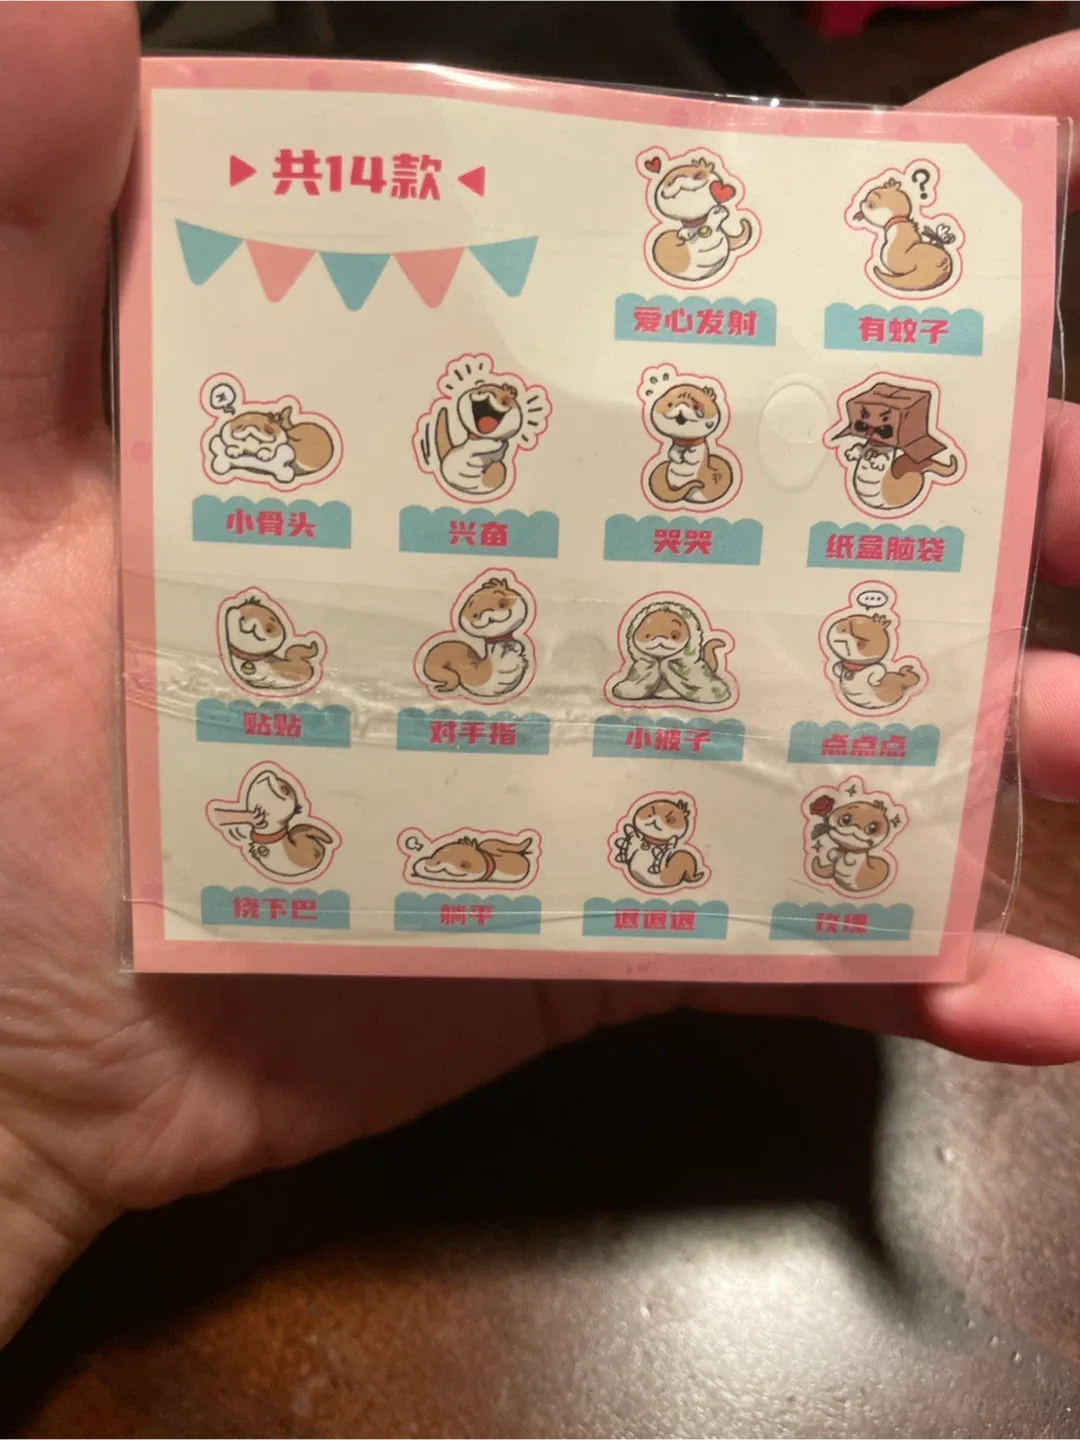 共14款
爱心发射
?
有蚊子
z
小骨头
兴奋
哭哭
纸盒脑袋
贴贴
对手指
小被子
...
点点点
挠下巴
躺平
退退退
玫瑰